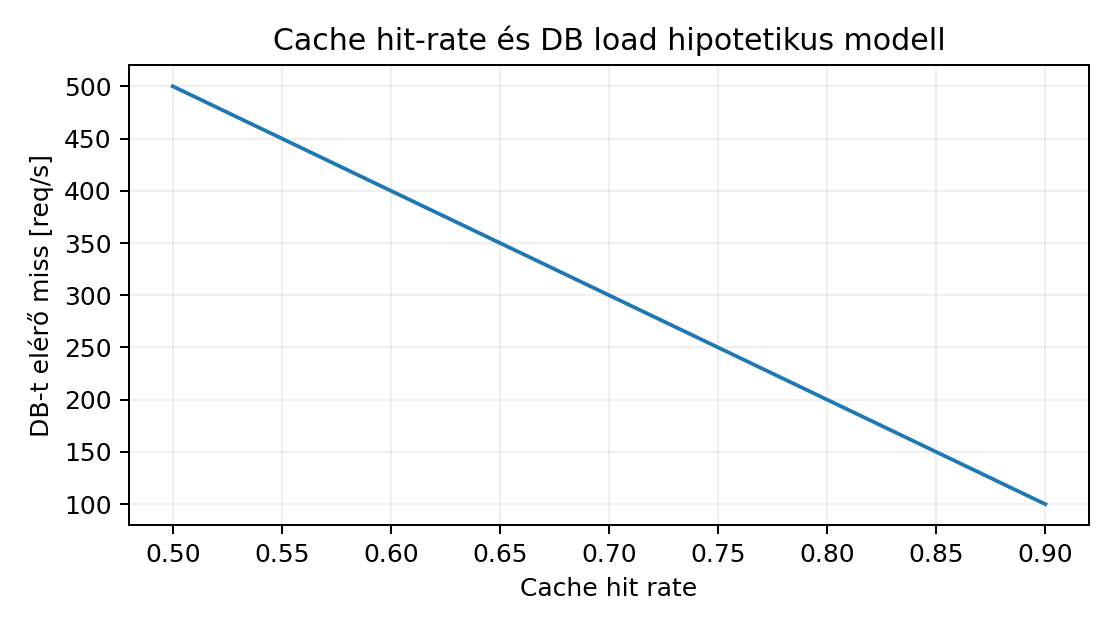 Cache hit-rate és DB load hipotetikus modell
DB-t elérő miss [req/s]
500
450
400
350
300
250
200
150
100
0.50 0.55 0.60 0.65 0.70 0.75 0.80 0.85 0.90
Cache hit rate